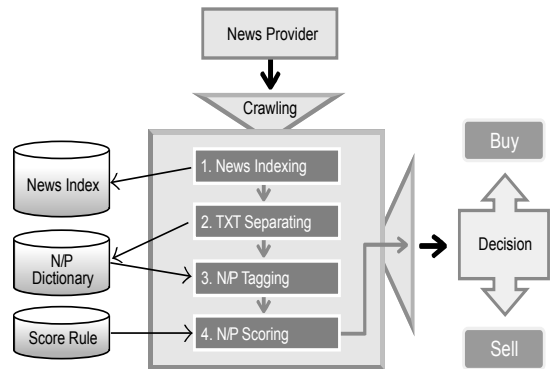 News Provider
Crawling
1. News Indexing
2. TXT Separating
3. N/P Tagging
4. N/P Scoring
News Index
N/P
Dictionary
Score Rule
Buy
Decision
Sell